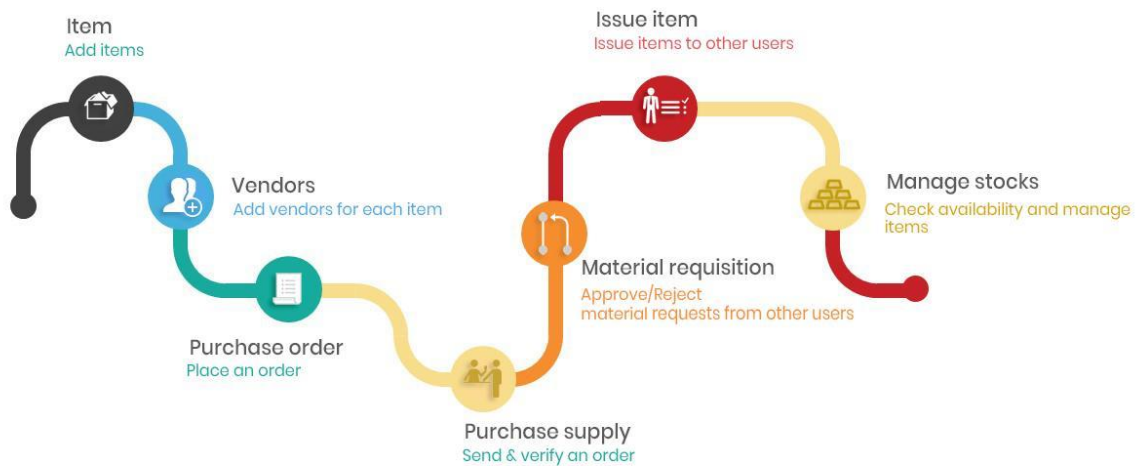 Item
Add items
Vendors
Add vendors for each item
Purchase order
Place an order
Purchase supply
Send & verify an order
Material requisition
Approve/Reject
material requests from other users
Issue item
Issue items to other users
Manage stocks
Check availability and manage
items